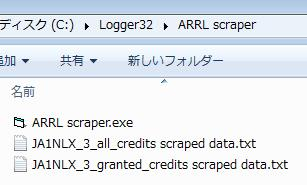 ディスク (C:) ▸ Logger32 ▸ ARRL scraper
追加 ▼ 共有 ▼ 新しいフォルダー
名前
ARRL scraper.exe
JA1NLX_3_all_credits scraped data.txt
JA1NLX_3_granted_credits scraped data.txt